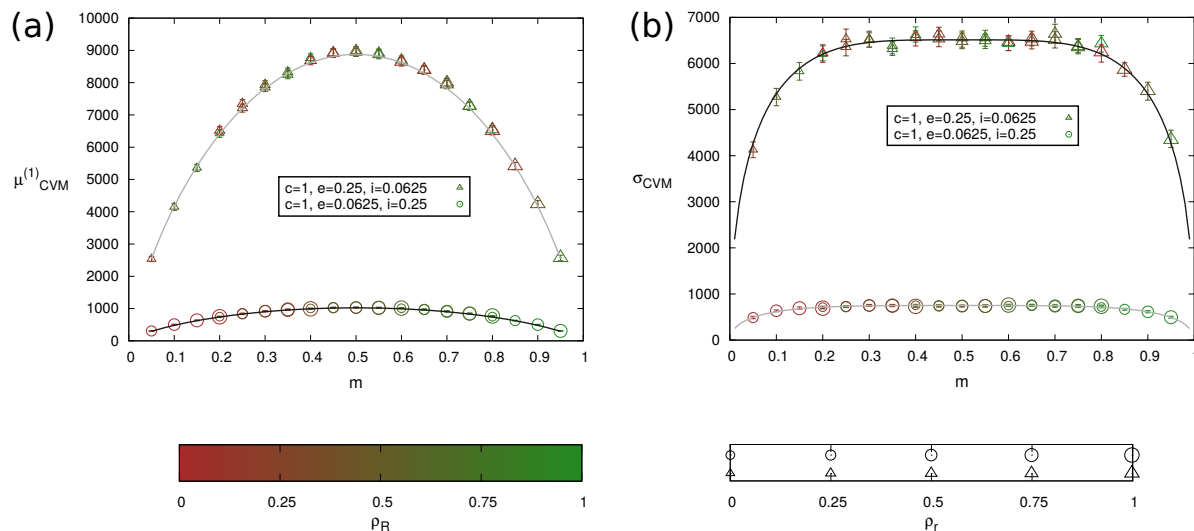 (a)
10000
9000
8000
7000
6000
5000
4000
3000
2000
1000
0
μ(1)CVM
c=1, e=0.25, i=0.0625
c=1, e=0.0625, i=0.25
0 0.1 0.2 0.3 0.4 0.5 0.6 0.7 0.8 0.9 1
m
(b)
7000
6000
5000
4000
3000
2000
1000
0
σCVM
c=1, e=0.25, i=0.0625
c=1, e=0.0625, i=0.25
0 0.1 0.2 0.3 0.4 0.5 0.6 0.7 0.8 0.9 1
m
0 0.25 0.5 0.75 1
ρR
0 0.25 0.5 0.75 1
ρr